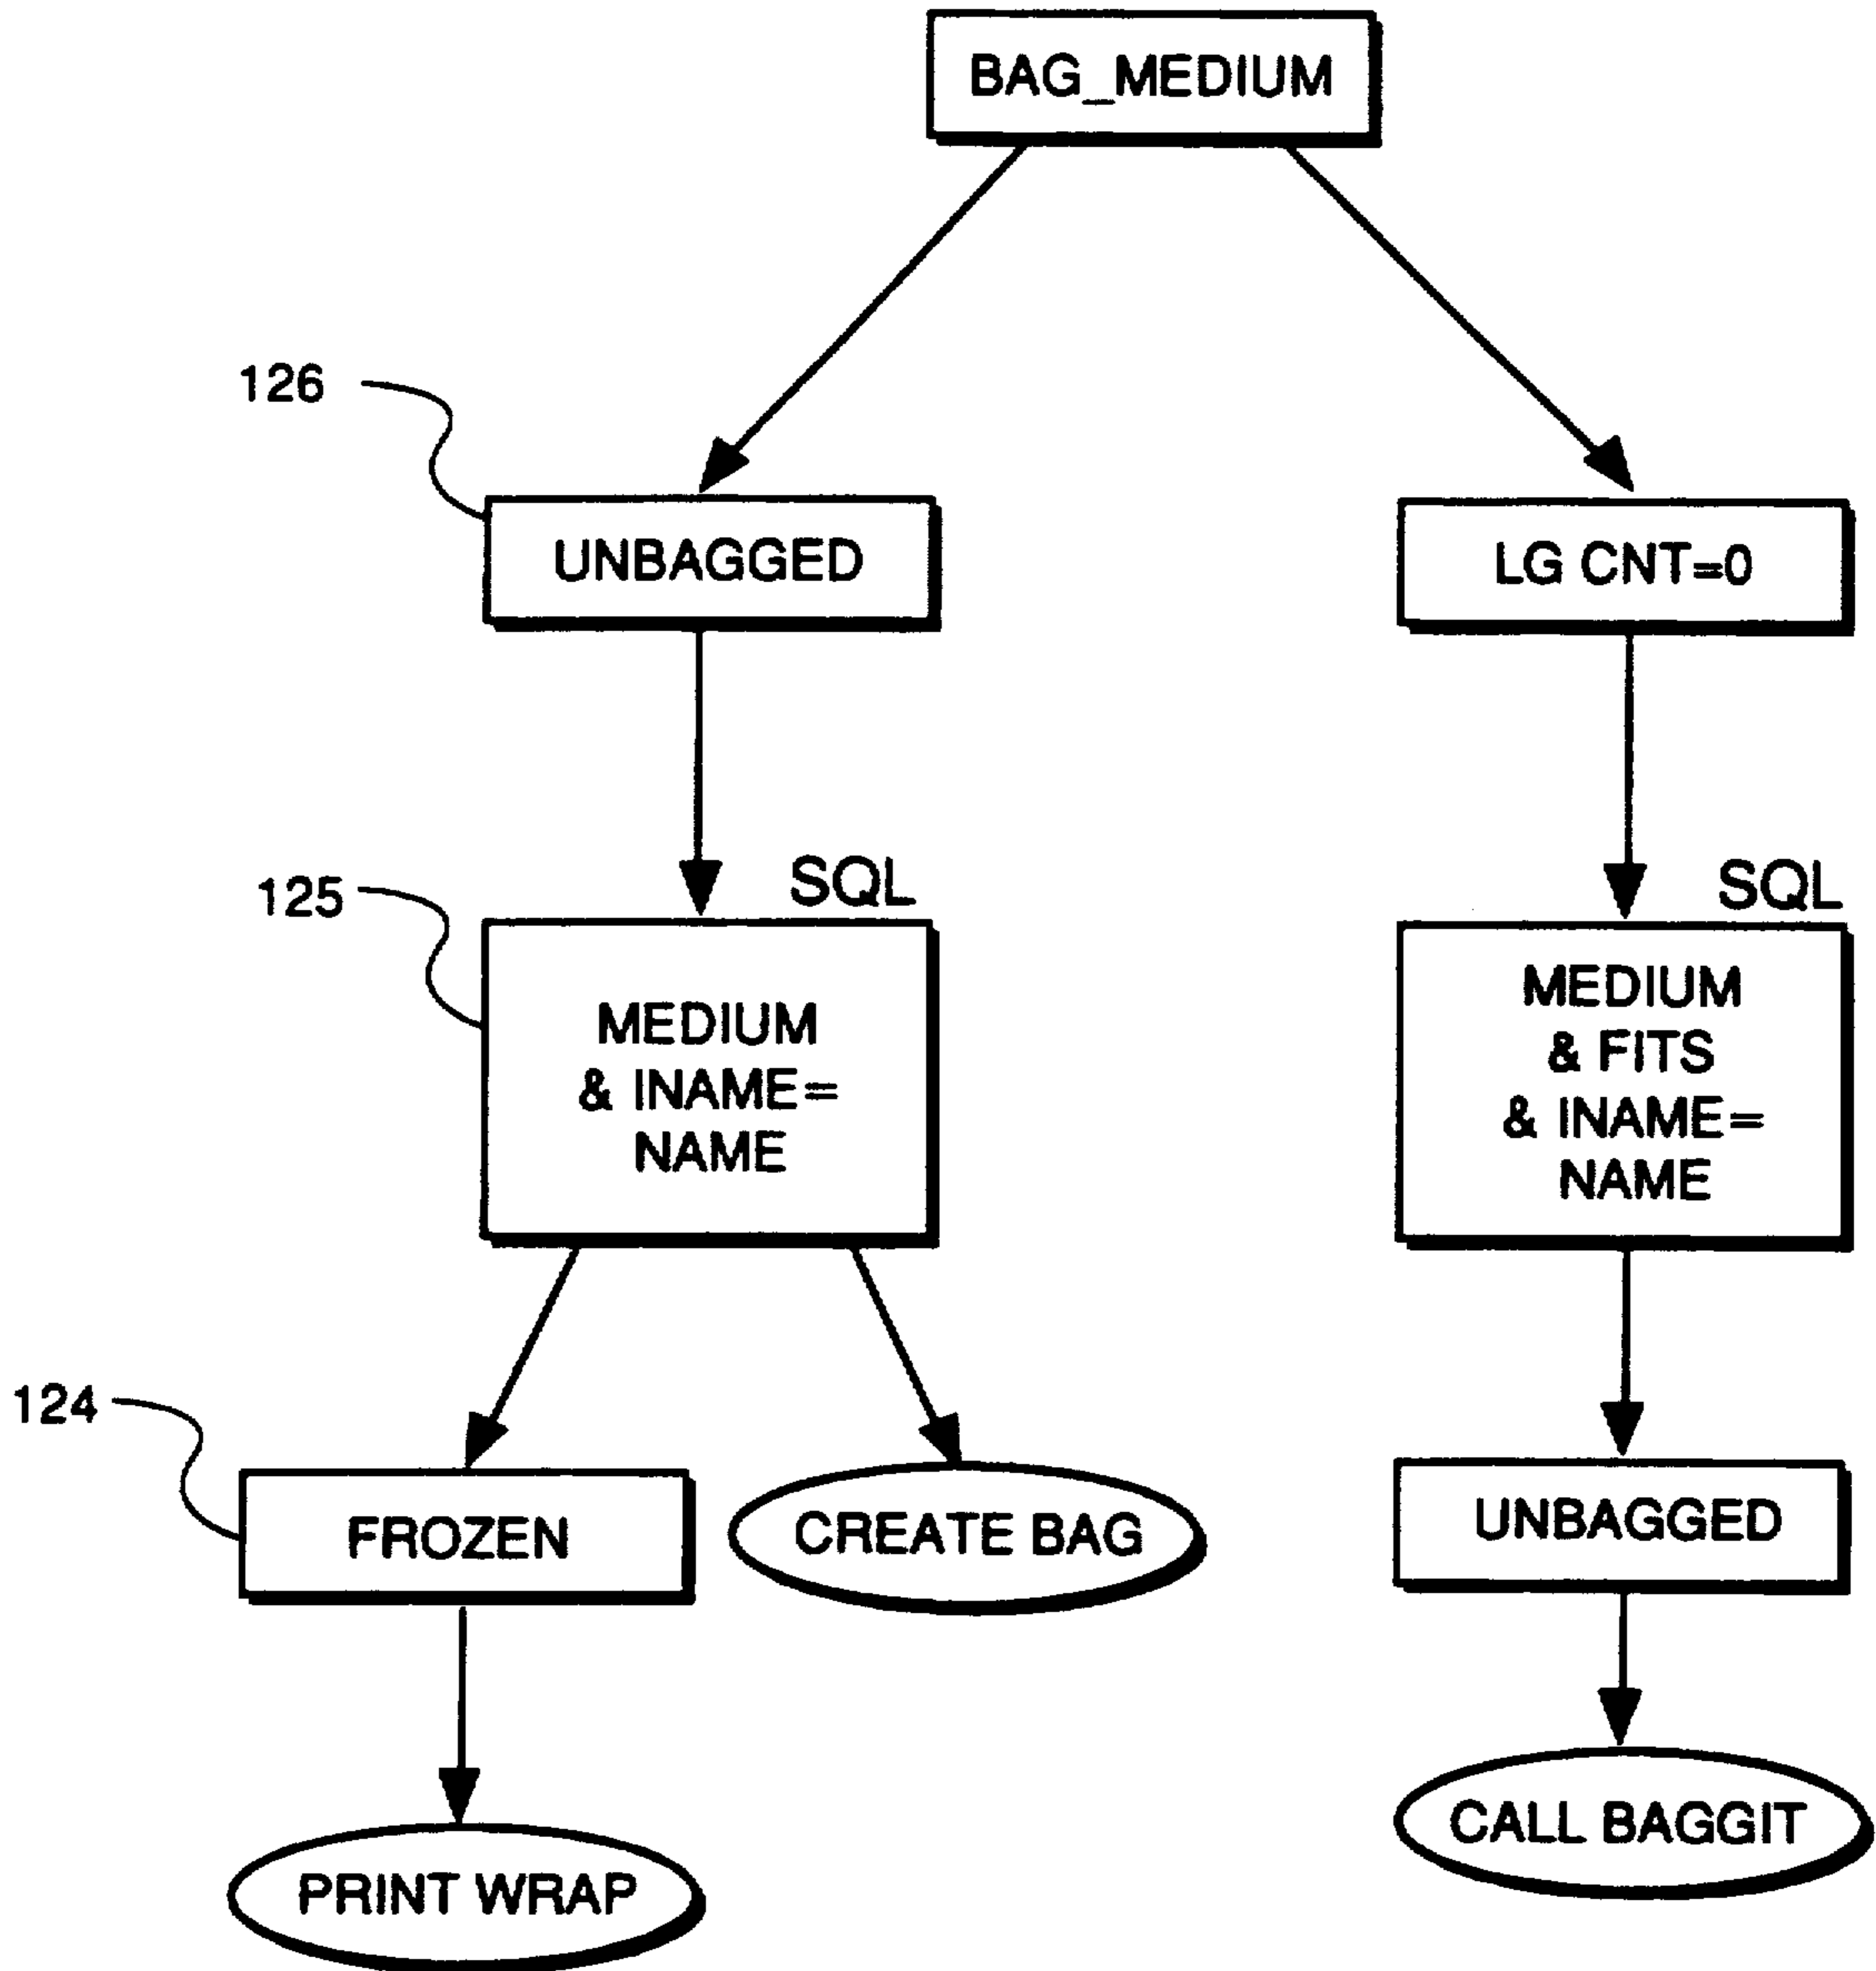 BAG_MEDIUM
126
UNBAGGED
LG CNT=0
125
SQL
SQL
MEDIUM
& INAME=
NAME
MEDIUM
& FITS
& INAME=
NAME
124
FROZEN
CREATE BAG
UNBAGGED
PRINT WRAP
CALL BAGGIT